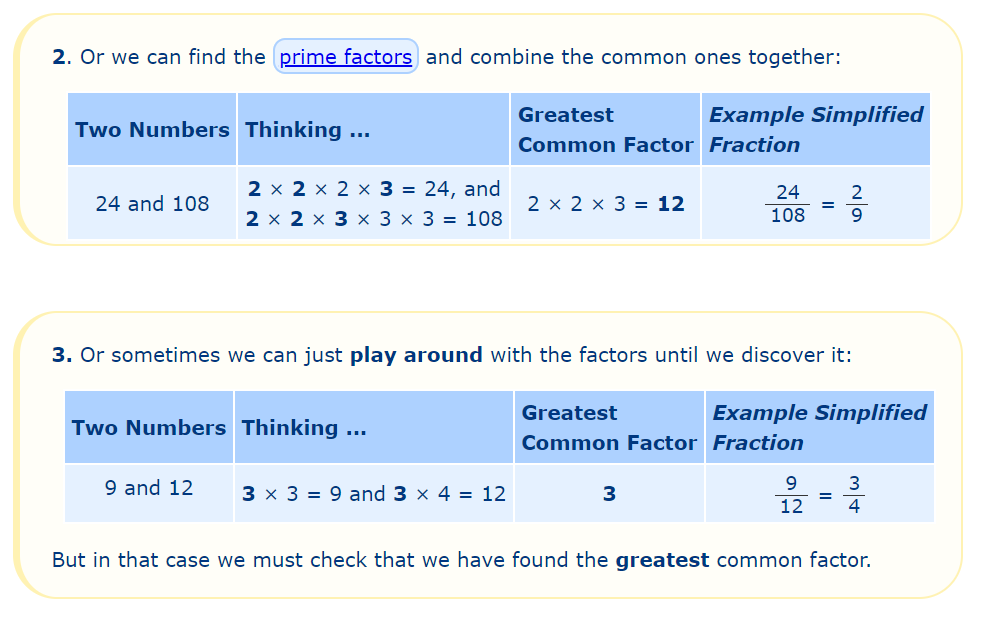 2. Or we can find the prime factors and combine the common ones together:
Two Numbers Thinking ... Greatest Common Factor Example Simplified Fraction
24 and 108 2 × 2 × 2 × 3 = 24, and 2 × 2 × 3 × 3 × 3 = 108 2 × 2 × 3 = 12 24/108 = 2/9
3. Or sometimes we can just play around with the factors until we discover it:
Two Numbers Thinking ... Greatest Common Factor Example Simplified Fraction
9 and 12 3 × 3 = 9 and 3 × 4 = 12 3 9/12 = 3/4
But in that case we must check that we have found the greatest common factor.